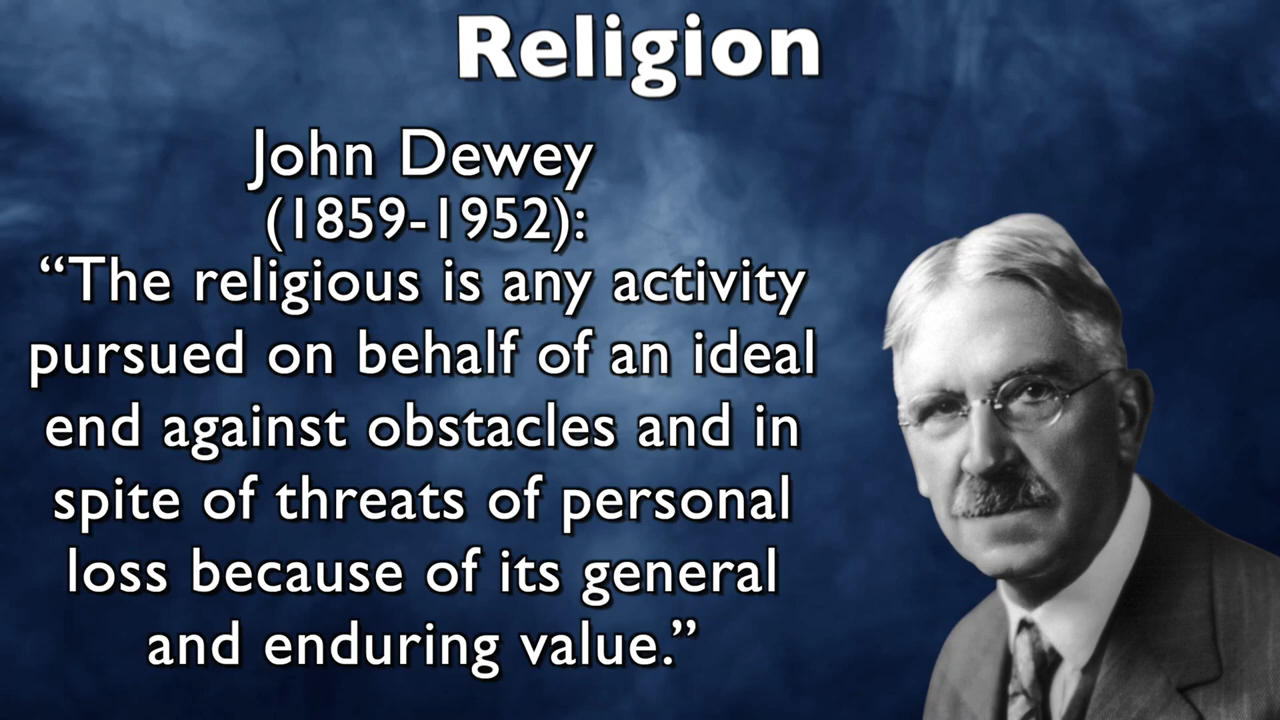 Religion
John Dewey
(1859-1952):
“The religious is any activity
pursued on behalf of an ideal
end against obstacles and in
spite of threats of personal
loss because of its general
and enduring value.”